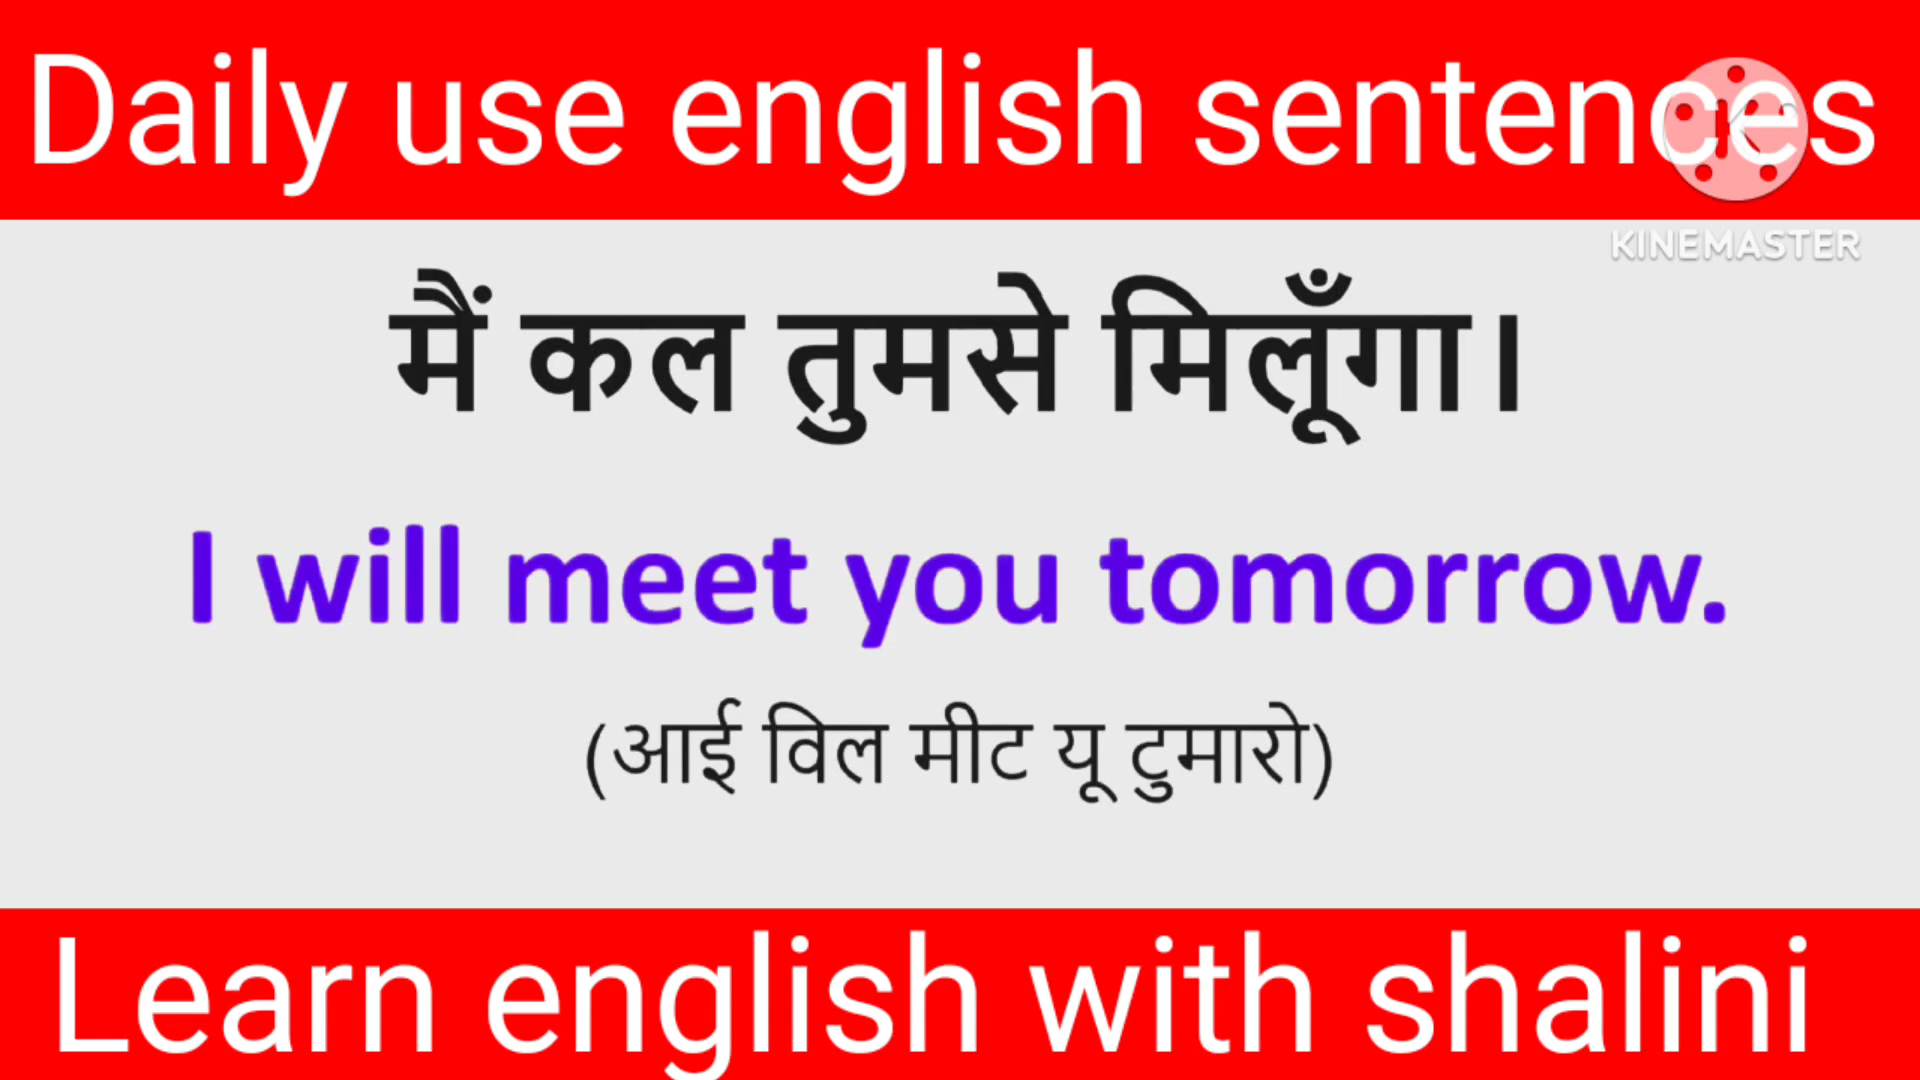 Daily use english sentences
KINEMASTER
मैं कल तुमसे मिलूँगा।
I will meet you tomorrow.
(आई विल मीट यू टुमारो)
Learn english with shalini